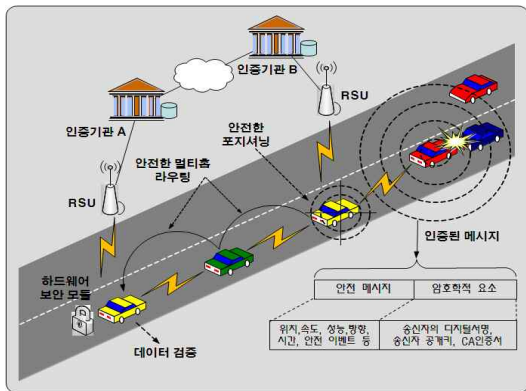 인증기관 B
인증기관 A
RSU
안전한
포지셔닝
안전한 멀티홉
라우팅
RSU
인증된 메시지
하드웨어
보안 모듈
안전 메시지
암호학적 요소
위치,속도, 성능,방향,
시간, 안전 이벤트 등
송신자의 디지털서명,
송신자 공개키, CA인증서
데이터 검증